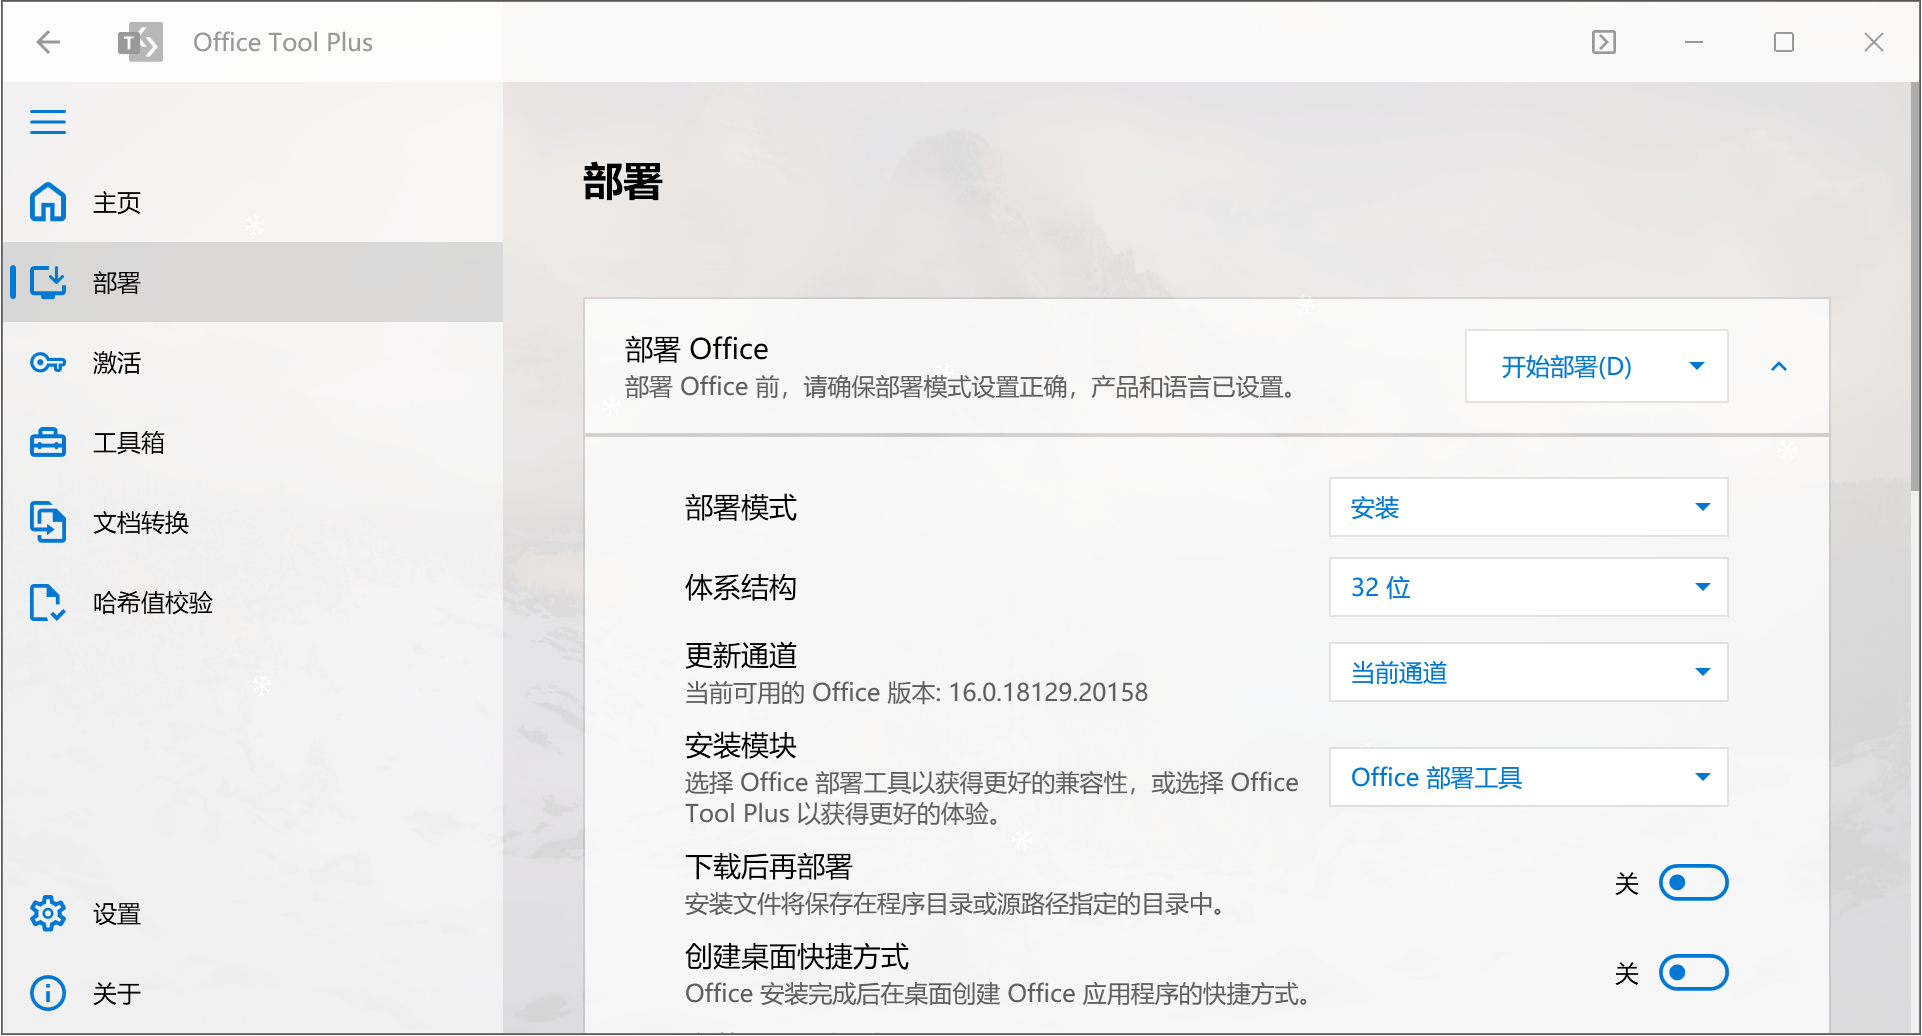 Office Tool Plus
主页
部署
激活
工具箱
文档转换
哈希值校验
设置
关于
部署
部署 Office
部署 Office 前，请确保部署模式设置正确，产品和语言已设置。
开始部署(D)
部署模式
安装
体系结构
32 位
更新通道
当前可用的 Office 版本: 16.0.18129.20158
当前通道
安装模块
选择 Office 部署工具以获得更好的兼容性，或选择 Office
Tool Plus 以获得更好的体验。
Office 部署工具
下载后再部署
安装文件将保存在程序目录或源路径指定的目录中。
关
创建桌面快捷方式
Office 安装完成后在桌面创建 Office 应用程序的快捷方式。
关